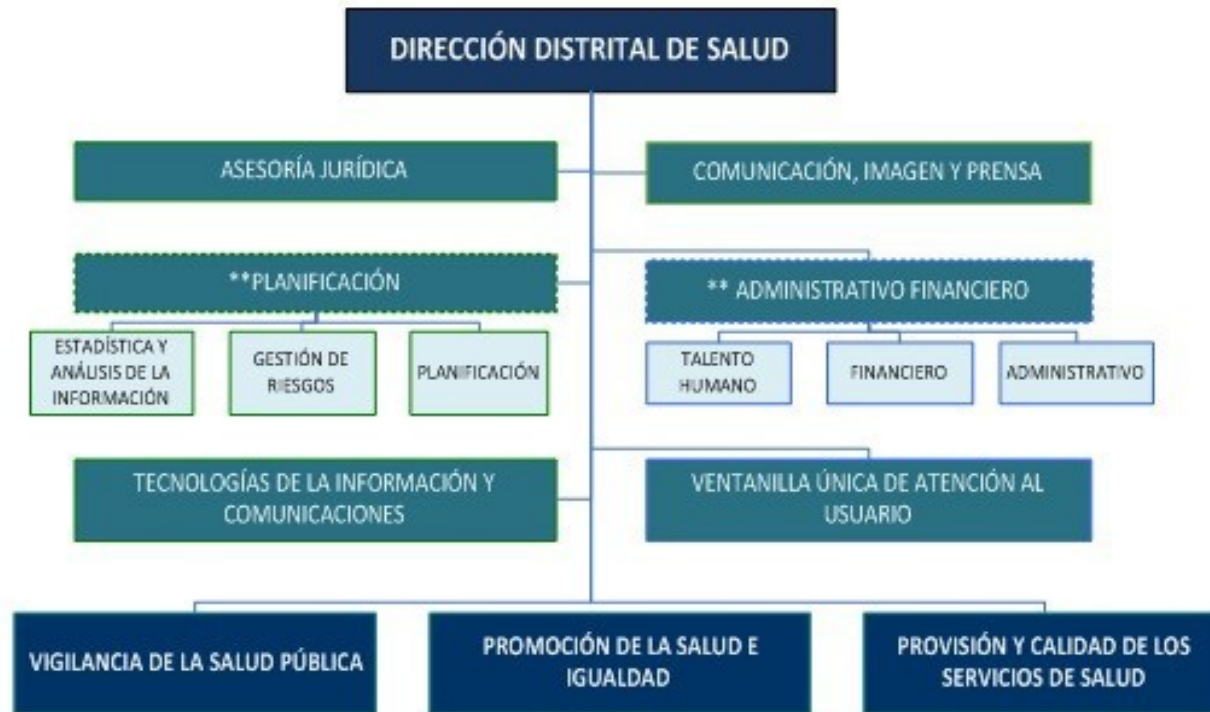 DIRECCIÓN DISTRITAL DE SALUD
ASESORÍA JURÍDICA
COMUNICACIÓN, IMAGEN Y PRENSA
**PLANIFICACIÓN
** ADMINISTRATIVO FINANCIERO
ESTADÍSTICA Y
ANÁLISIS DE LA
INFORMACIÓN
GESTIÓN DE
RIESGOS
PLANIFICACIÓN
TALENTO
HUMANO
FINANCIERO
ADMINISTRATIVO
TECNOLOGÍAS DE LA INFORMACIÓN Y
COMUNICACIONES
VENTANILLA ÚNICA DE ATENCIÓN AL
USUARIO
VIGILANCIA DE LA SALUD PÚBLICA
PROMOCIÓN DE LA SALUD E
IGUALDAD
PROVISIÓN Y CALIDAD DE LOS
SERVICIOS DE SALUD